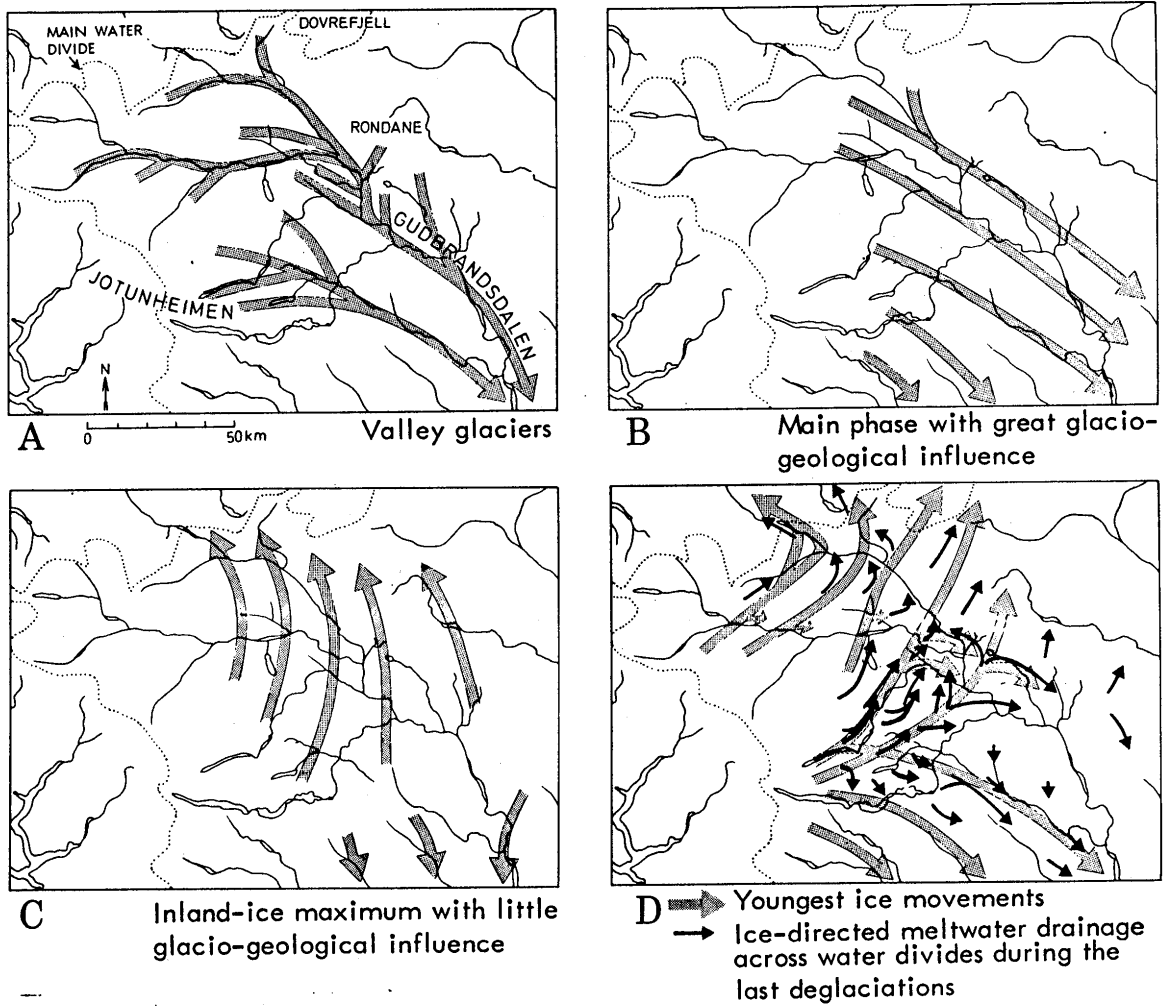 DOVREFJELL
MAIN WATER
DIVIDE
RONDANE
GUDBRANDSDALEN
JOTUNHEIMEN
N
0 50km
A Valley glaciers
B Main phase with great glacio-
geological influence
C Inland-ice maximum with little
glacio-geological influence
D Youngest ice movements
Ice-directed meltwater drainage
across water divides during the
last deglaciations